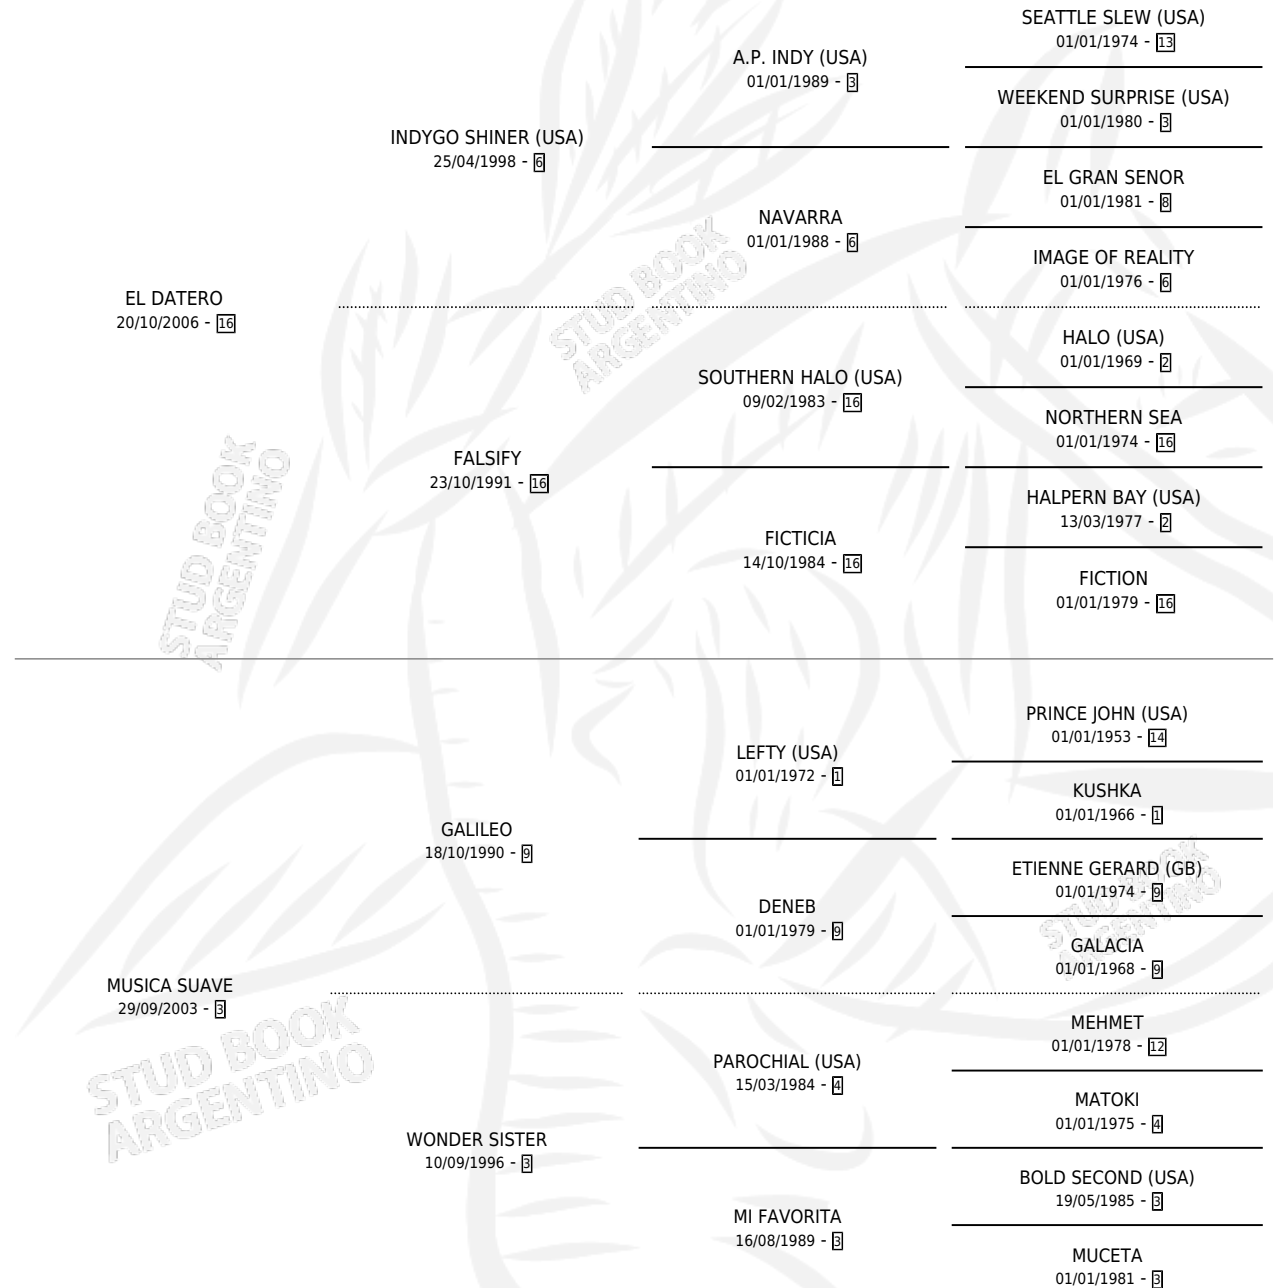 SEATTLE SLEW (USA)
01/01/1974 - 13
A.P. INDY (USA)
01/01/1989 - 3
WEEKEND SURPRISE (USA)
01/01/1980 - 3
INDYGO SHINER (USA)
25/04/1998 - 6
EL GRAN SENOR
01/01/1981 - 8
NAVARRA
01/01/1988 - 6
IMAGE OF REALITY
01/01/1976 - 6
EL DATERO
20/10/2006 - 16
HALO (USA)
01/01/1969 - 2
SOUTHERN HALO (USA)
09/02/1983 - 16
NORTHERN SEA
01/01/1974 - 16
FALSIFY
23/10/1991 - 16
HALPERN BAY (USA)
13/03/1977 - 2
FICTICIA
14/10/1984 - 16
FICTION
01/01/1979 - 16
STUD BOOK
ARGENTINO
STUD BOOK
ARGENTINO
PRINCE JOHN (USA)
01/01/1953 - 14
LEFTY (USA)
01/01/1972 - 1
KUSHKA
01/01/1966 - 1
GALILEO
18/10/1990 - 9
ETIENNE GERARD (GB)
01/01/1974 - 9
DENEB
01/01/1979 - 9
GALACIA
01/01/1968 - 9
STUD BOOK
ARGENTINO
MUSICA SUAVE
29/09/2003 - 3
MEHMET
01/01/1978 - 12
PAROCHIAL (USA)
15/03/1984 - 4
MATOKI
01/01/1975 - 4
WONDER SISTER
10/09/1996 - 3
BOLD SECOND (USA)
19/05/1985 - 3
MI FAVORITA
16/08/1989 - 3
MUCETA
01/01/1981 - 3
STUD BOOK
ARGENTINO